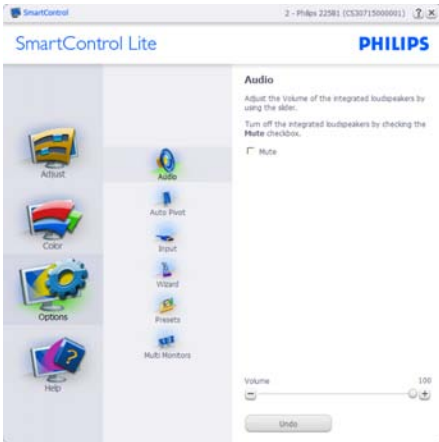 SmartControl
2 - Philips 225B1 (CS30715000001)
SmartControl Lite
PHILIPS
Adjust
Color
Options
Help
Audio
Auto Pivot
Input
Wizard
Presets
Multi Monitors
Audio
Adjust the Volume of the integrated loudspeakers by
using the slider.
Turn off the integrated loudspeakers by checking the
Mute checkbox.
Mute
Volume 100
Undo